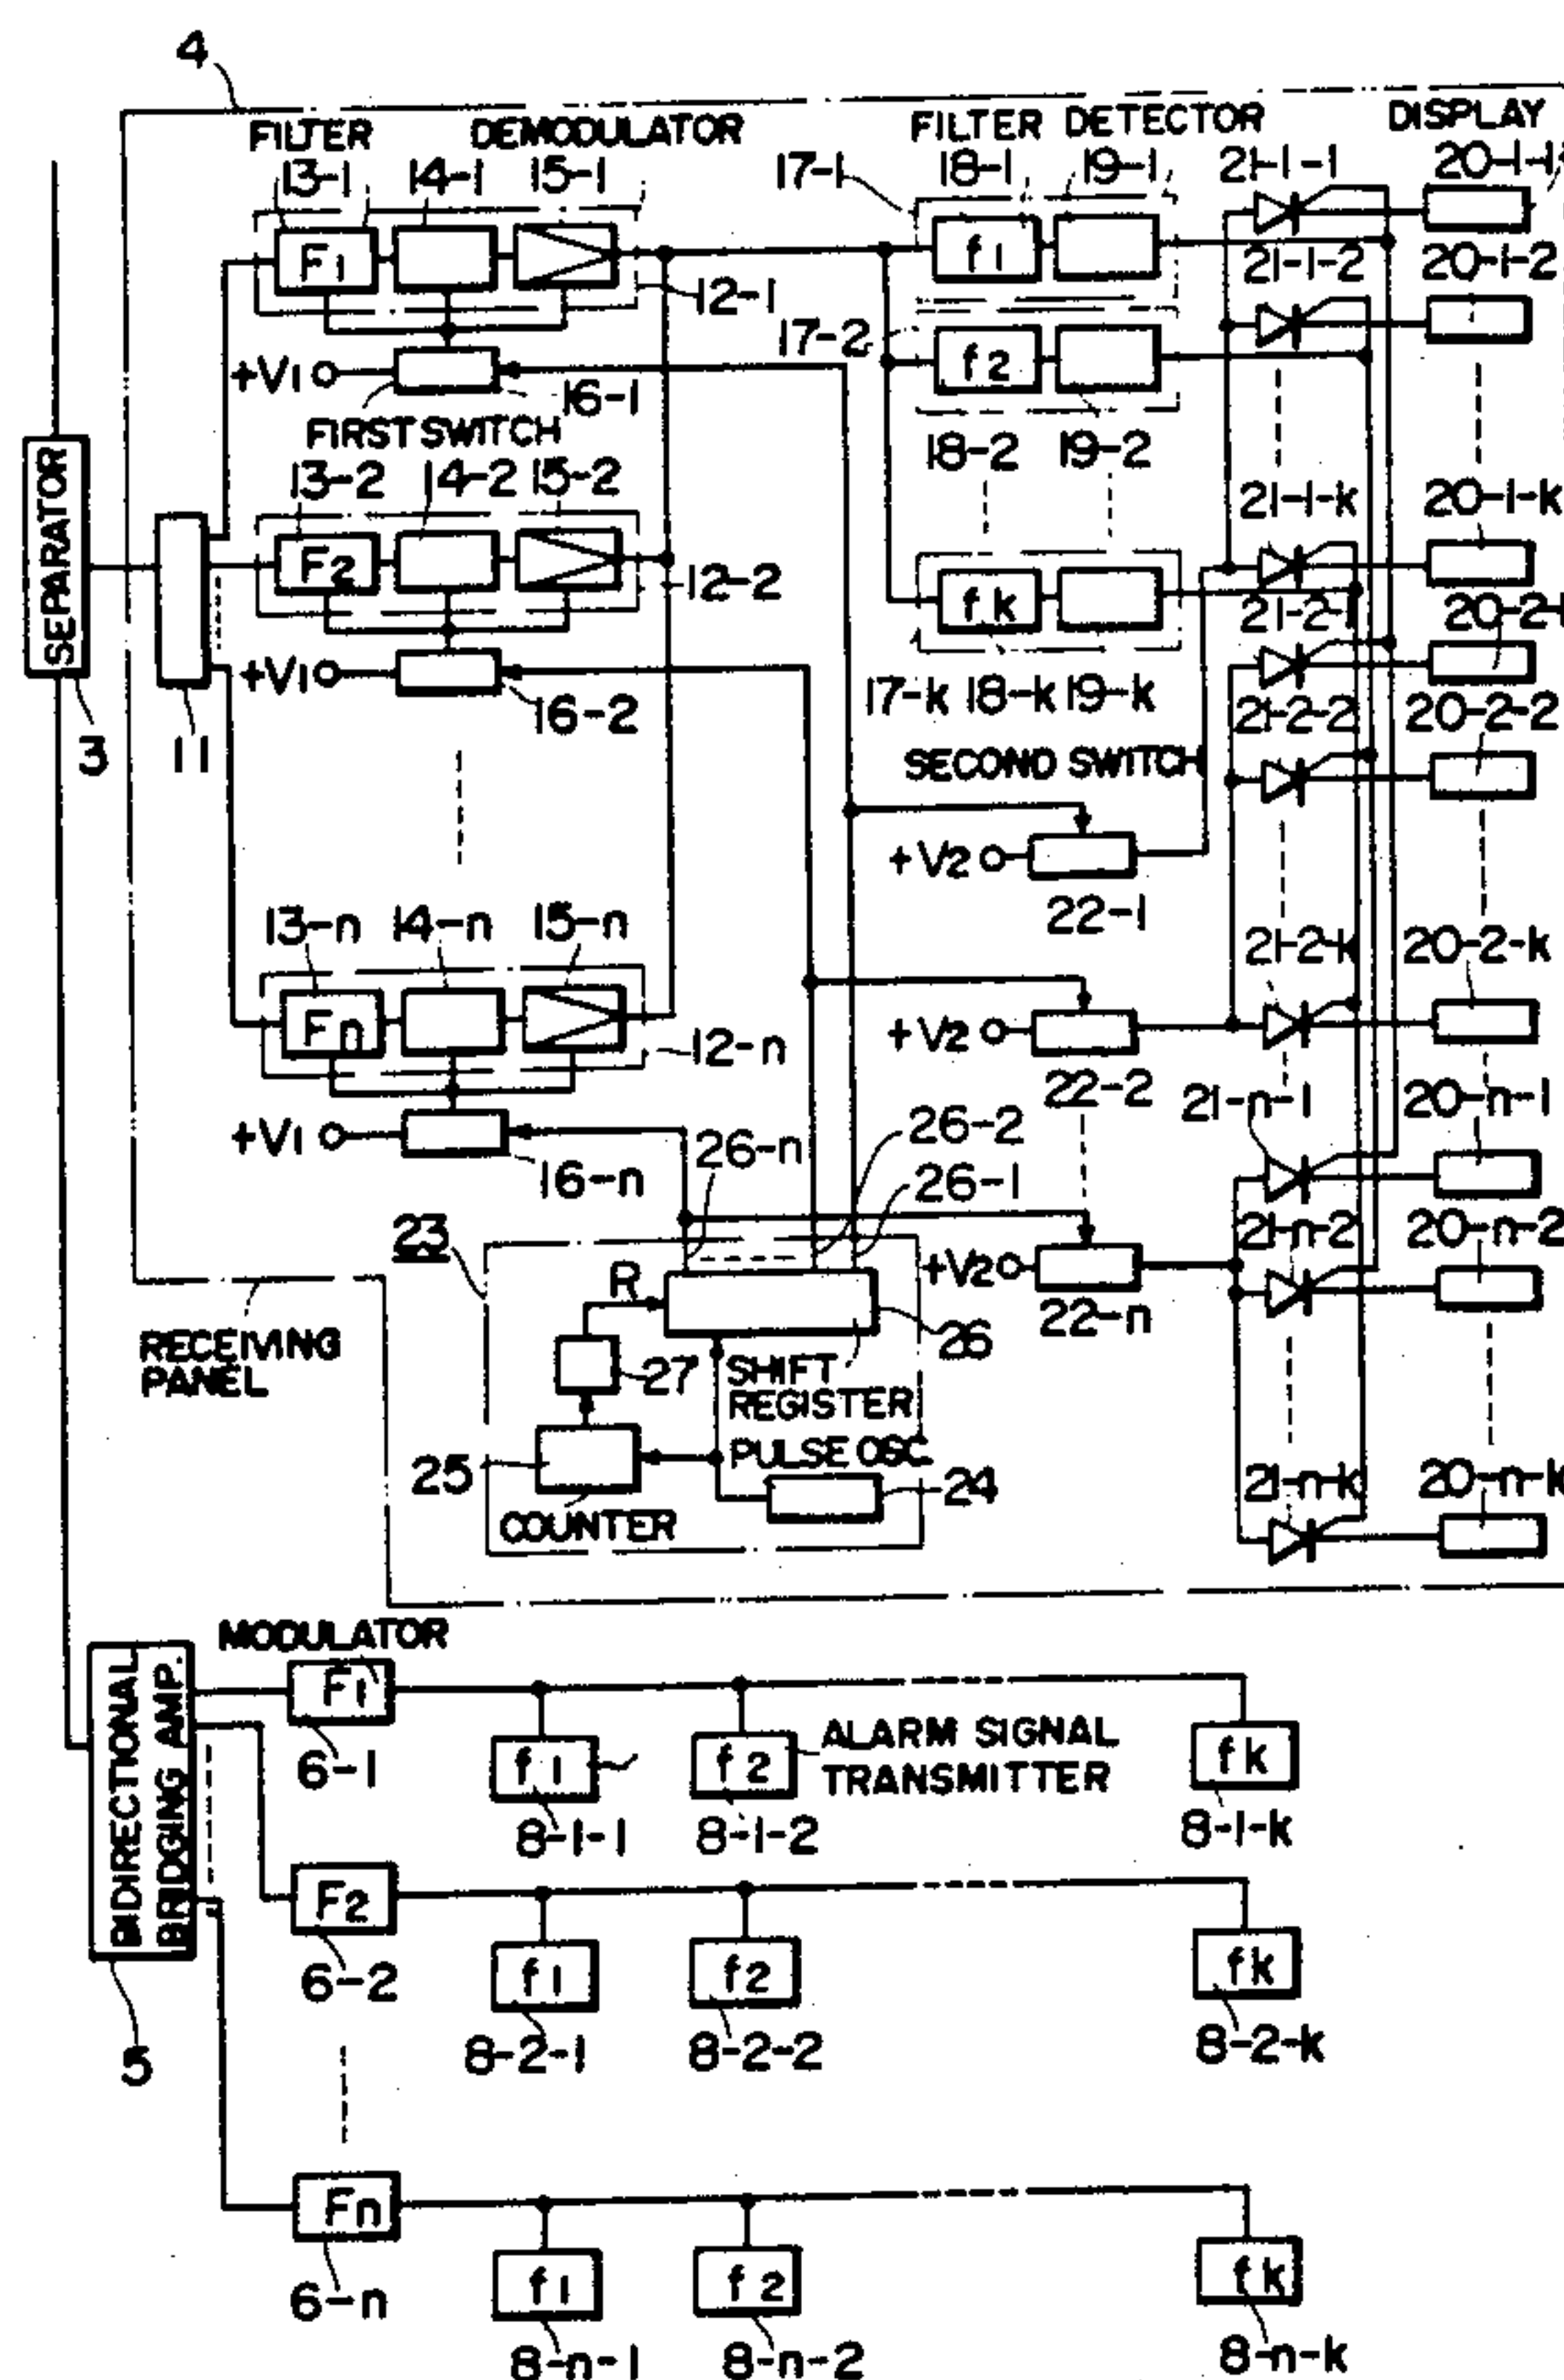 4
FILTER DEMODULATOR FILTER DETECTOR DISPLAY
13-1 14-1 15-1 17-1 18-1 19-1 21-1-1 20-1-1
F1 f1
12-1 21-1-2 20-1-2
17-2
+V1 16-1 f2
FIRST SWITCH
13-2 14-2 15-2 18-2 19-2 21-1-k 20-1-k
SEPARATOR
F2 12-2 fk
21-2-1 20-2-1
+V1 16-2 17-k 18-k 19-k 21-2-2 20-2-2
3 11
SECOND SWITCH
+V2 22-1
13-n 14-n 15-n 21-2-k 20-2-k
Fn 12-n +V2 22-2
21-n-1 20-n-1
+V1 16-n 26-n 26-2 26-1
23 21-n-2 20-n-2
R +V2 22-n
26
RECEIVING
PANEL
27 SHIFT
REGISTER
25 PULSE OSC.
24 21-n-k 20-n-k
COUNTER
MODULATOR
BIDIRECTIONAL
BRIDGING AMP.
F1
6-1 f1 f2 ALARM SIGNAL
TRANSMITTER fk
8-1-1 8-1-2 8-1-k
F2
6-2 f1 f2 fk
5 8-2-1 8-2-2 8-2-k
Fn
6-n f1 f2 fk
8-n-1 8-n-2 8-n-k